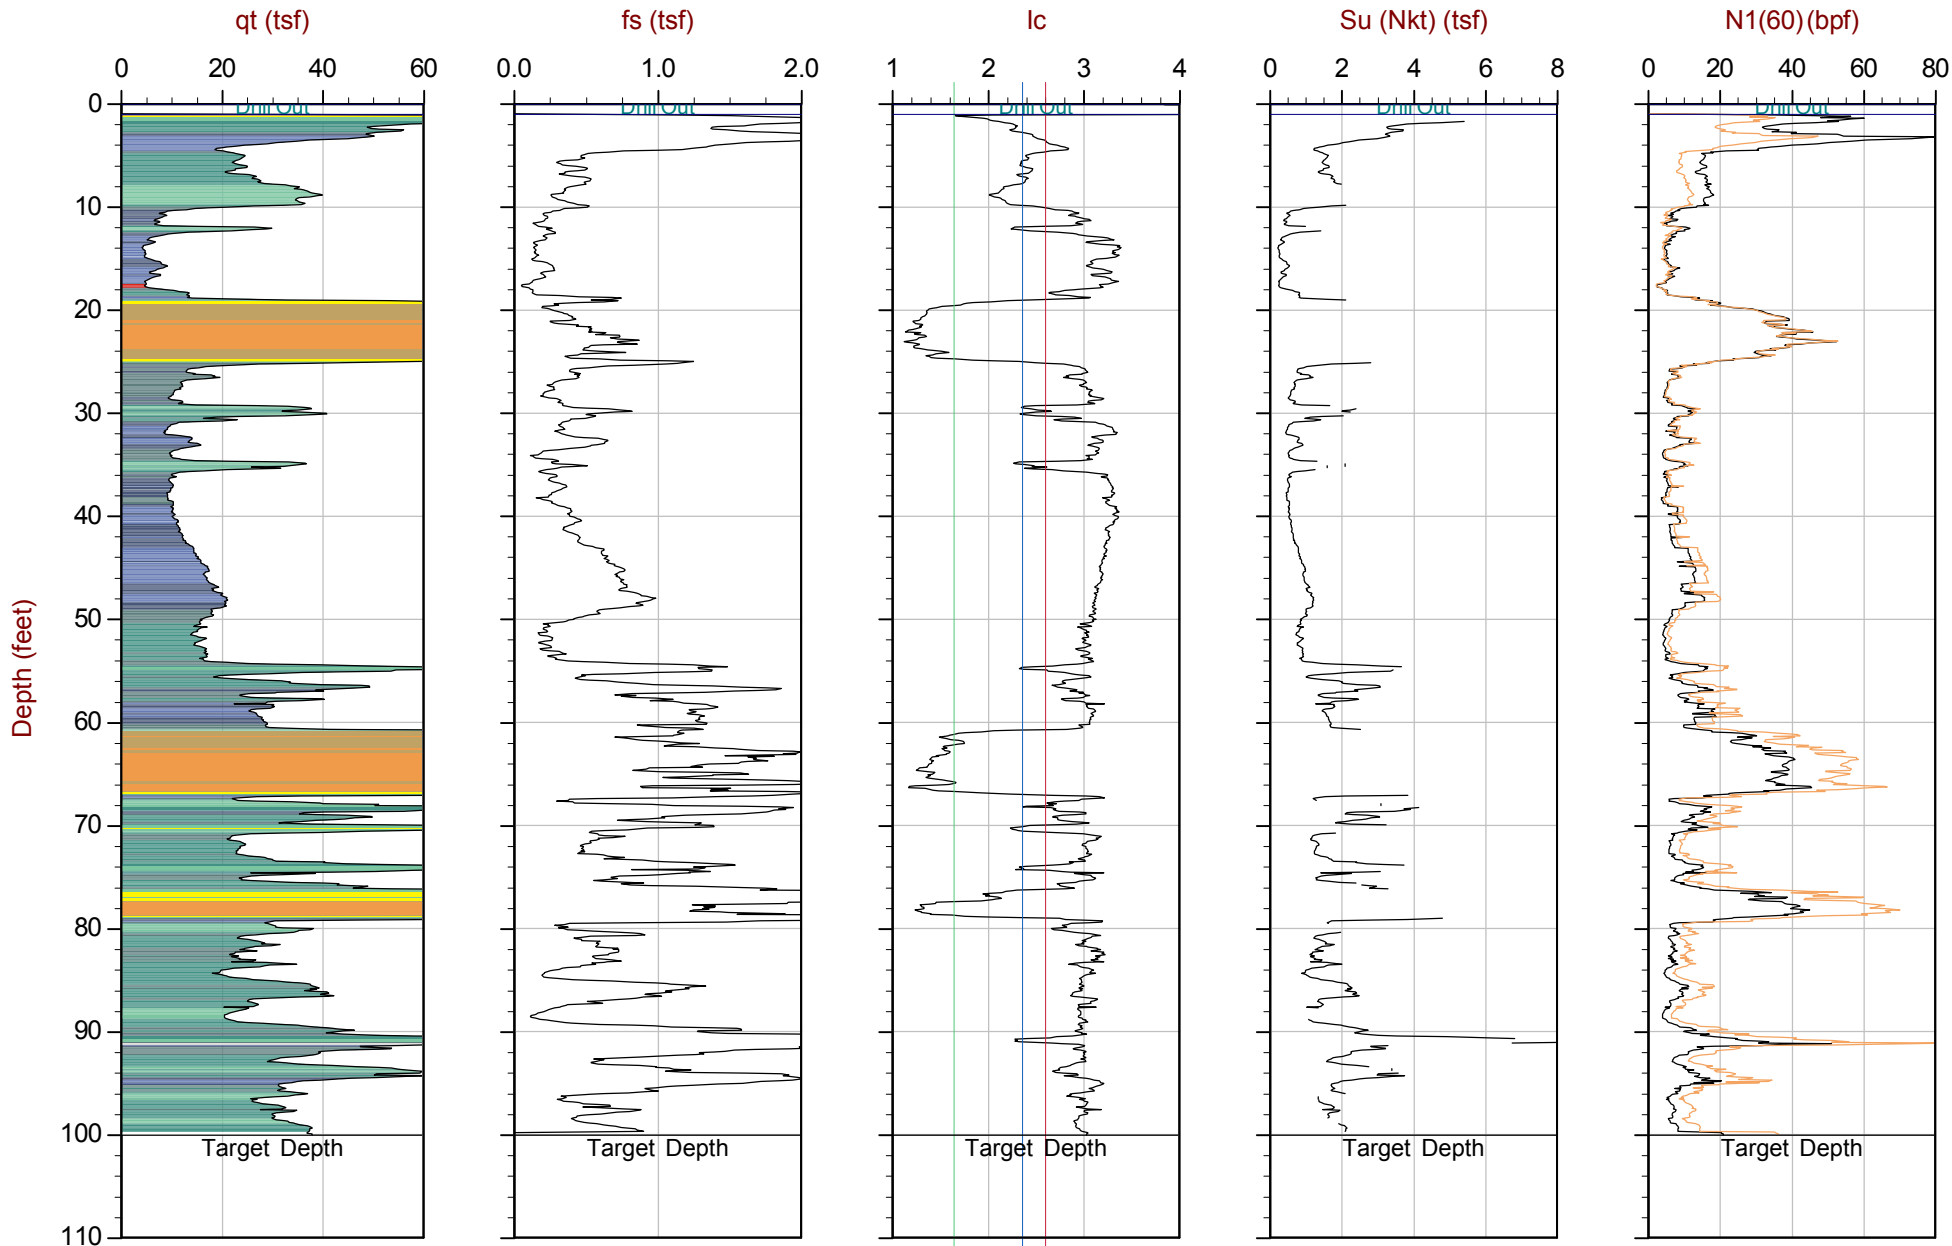 qt (tsf) fs (tsf) Ic Su (Nkt) (tsf) N1(60) (bpf)
0 20 40 60 0.0 1.0 2.0 1 2 3 4 0 2 4 6 8 0 20 40 60 80
Drill Out Drill Out Drill Out Drill Out Drill Out
0
10
20
30
40
50
60
70
80
90
100
110
Depth (feet)
Target Depth Target Depth Target Depth Target Depth Target Depth